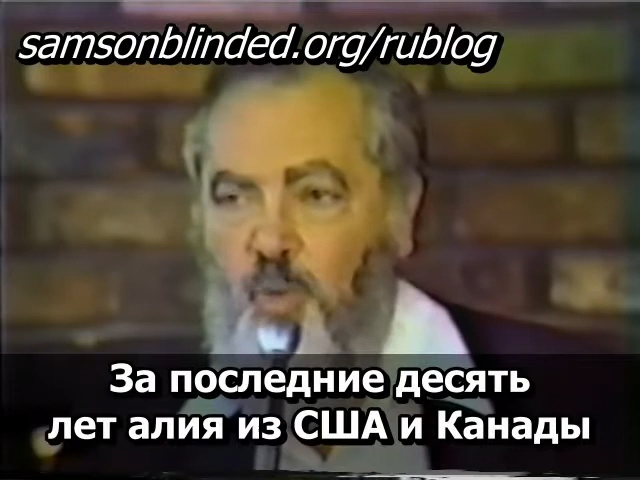 samsonblinded.org/rublog
За последние десять
лет алия из США и Канады